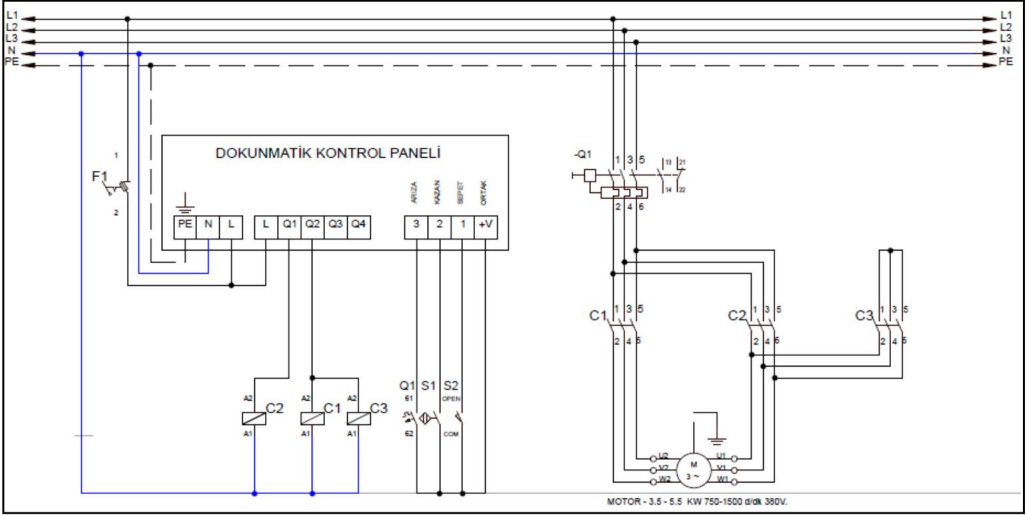 L1 L1
L2 L2
L3 L3
N N
PE PE
DOKUNMATİK KONTROL PANELİ
F1
1
2
ARIZA KAZAN SEPET ORTAK
PE N L L Q1 Q2 Q3 Q4 3 2 1 +V
-Q1
1 3 5 13 21
14 22
2 4 6
C1 1 3 5
2 4 6
C2 1 3 5
2 4 6
C3 1 3 5
2 4 5
Q1 S1 S2
61 OPEN
62 COM
A2 C2 A2 C1 A2 C3
A1 A1 A1
U2 U1
V2 V1
W2 W1
M
3 ~
MOTOR - 3.5 - 5.5 KW 750-1500 d/dk 380V.